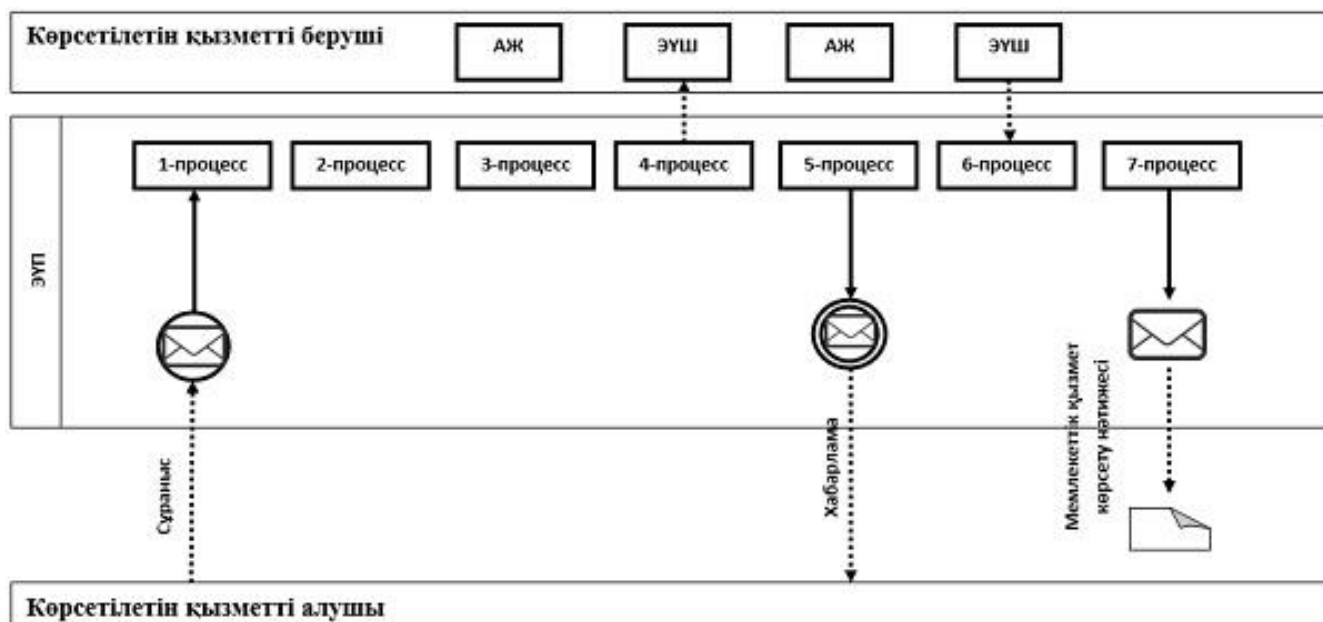 Көрсетілетін қызметті беруші
АЖ
ЭҮШ
АЖ
ЭҮШ
ЭҮП
1-процесс
2-процесс
3-процесс
4-процесс
5-процесс
6-процесс
7-процесс
Сұраныс
Хабарлама
Мемлекеттік қызмет
көрсету нәтижесі
Көрсетілетін қызметті алушы